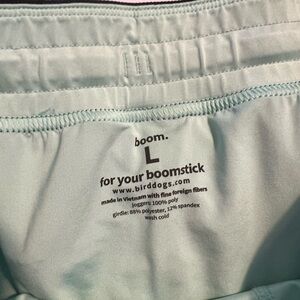 boom.
L
for your boomstick
www.birddogs.com
made in Vietnam with fine foreign fibers
joggers: 100% poly
girdle: 88% polyester, 12% spandex
wash cold